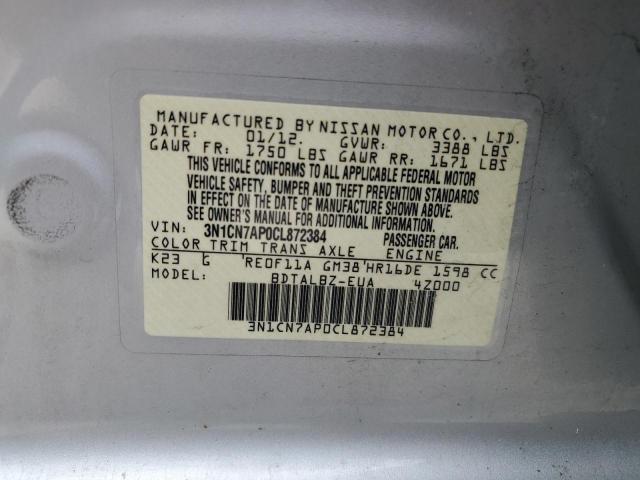 MANUFACTURED BY NISSAN MOTOR CO., LTD.
DATE: 01/12. GVWR: 3388 LBS
GAWR FR: 1750 LBS GAWR RR: 1671 LBS
THIS VEHICLE CONFORMS TO ALL APPLICABLE FEDERAL MOTOR
VEHICLE SAFETY, BUMPER AND THEFT PREVENTION STANDARDS
IN EFFECT ON THE DATE OF MANUFACTURE SHOWN ABOVE.
SEE OWNER'S MANUAL FOR ADDITIONAL INFORMATION.
VIN: 3N1CN7AP0CL872384 PASSENGER CAR.
COLOR TRIM TRANS AXLE ENGINE
K23 G RE0F11A GM38 HR16DE 1598 CC
MODEL: BDTALBZ-EUA 4Z000
3N1CN7AP0CL872384